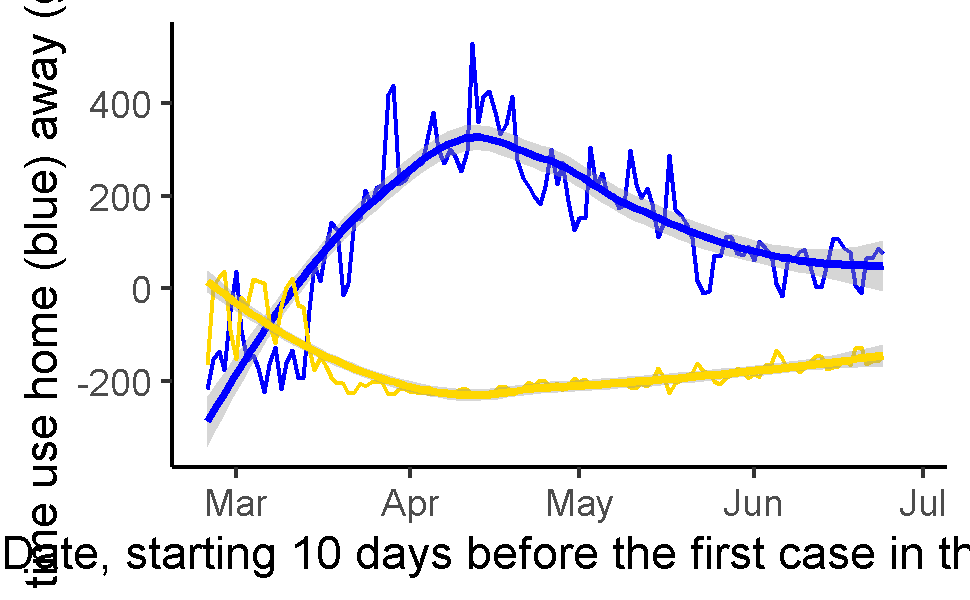 time use home (blue) away (
400
200
0
-200
Mar Apr May Jun Jul
Date, starting 10 days before the first case in th